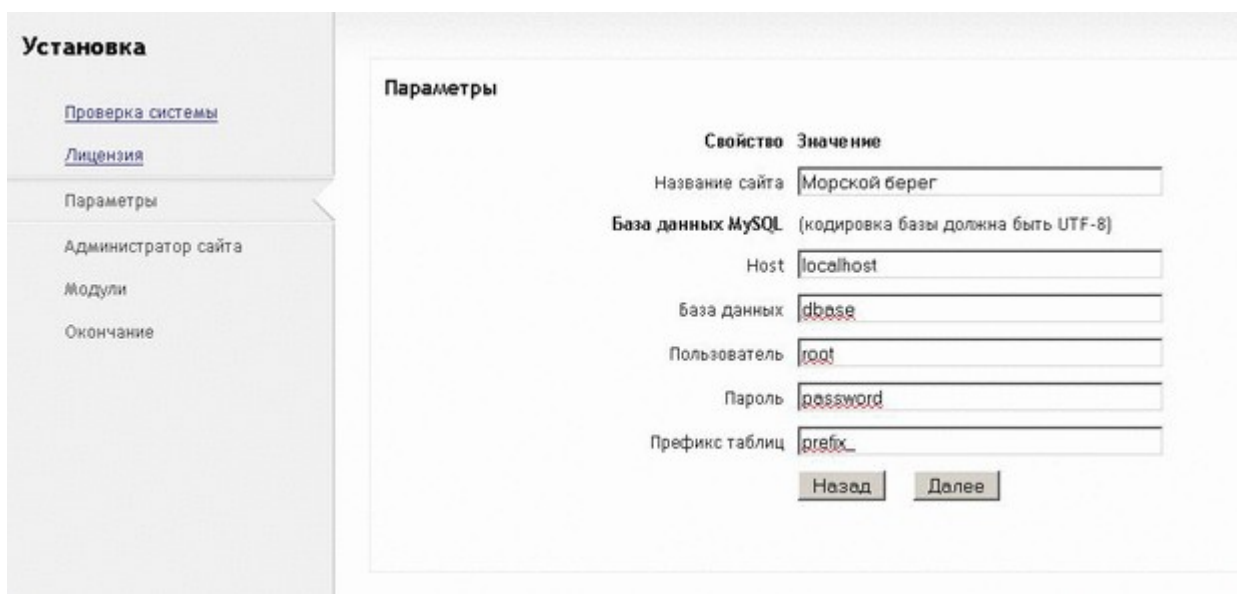 Установка
Проверка системы
Лицензия
Параметры
Администратор сайта
Модули
Окончание
Параметры
Свойство Значение
Название сайта Морской берег
База данных MySQL (кодировка базы должна быть UTF-8)
Host localhost
База данных dbase
Пользователь root
Пароль password
Префикс таблиц prefix_
Назад Далее